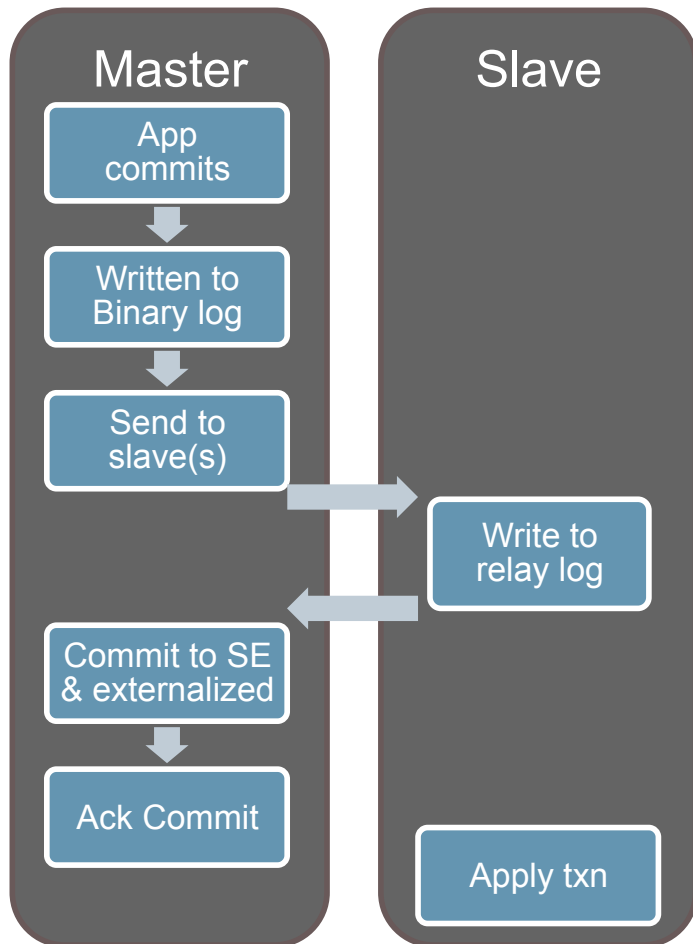 Master
App
commits
Written to
Binary log
Send to
slave(s)
Commit to SE
& externalized
Ack Commit
Slave
Write to
relay log
Apply txn